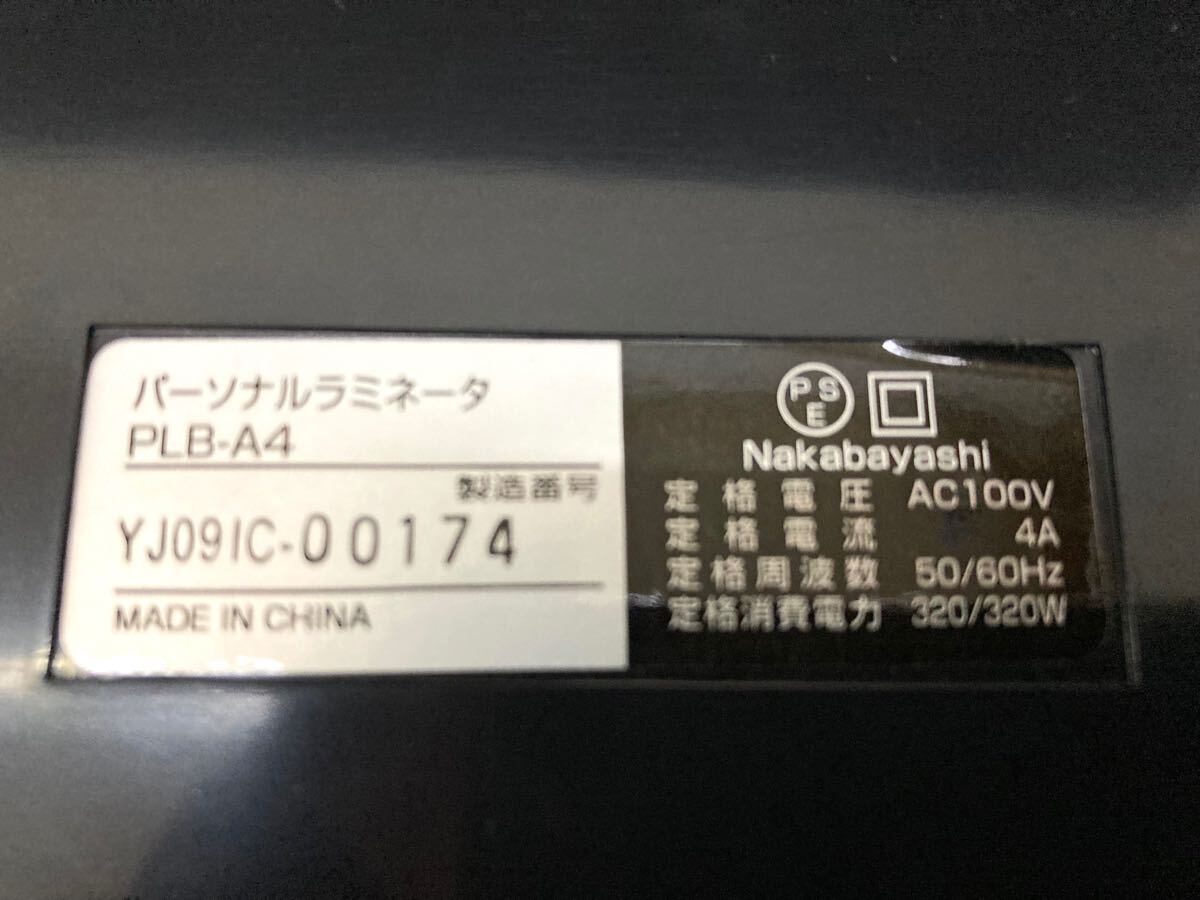 パーソナルラミネータ
PLB-A4
製造番号
YJ09IC-00174
MADE IN CHINA
PSE
Nakabayashi
定格電圧 AC100V
定格電流 4A
定格周波数 50/60Hz
定格消費電力 320/320W